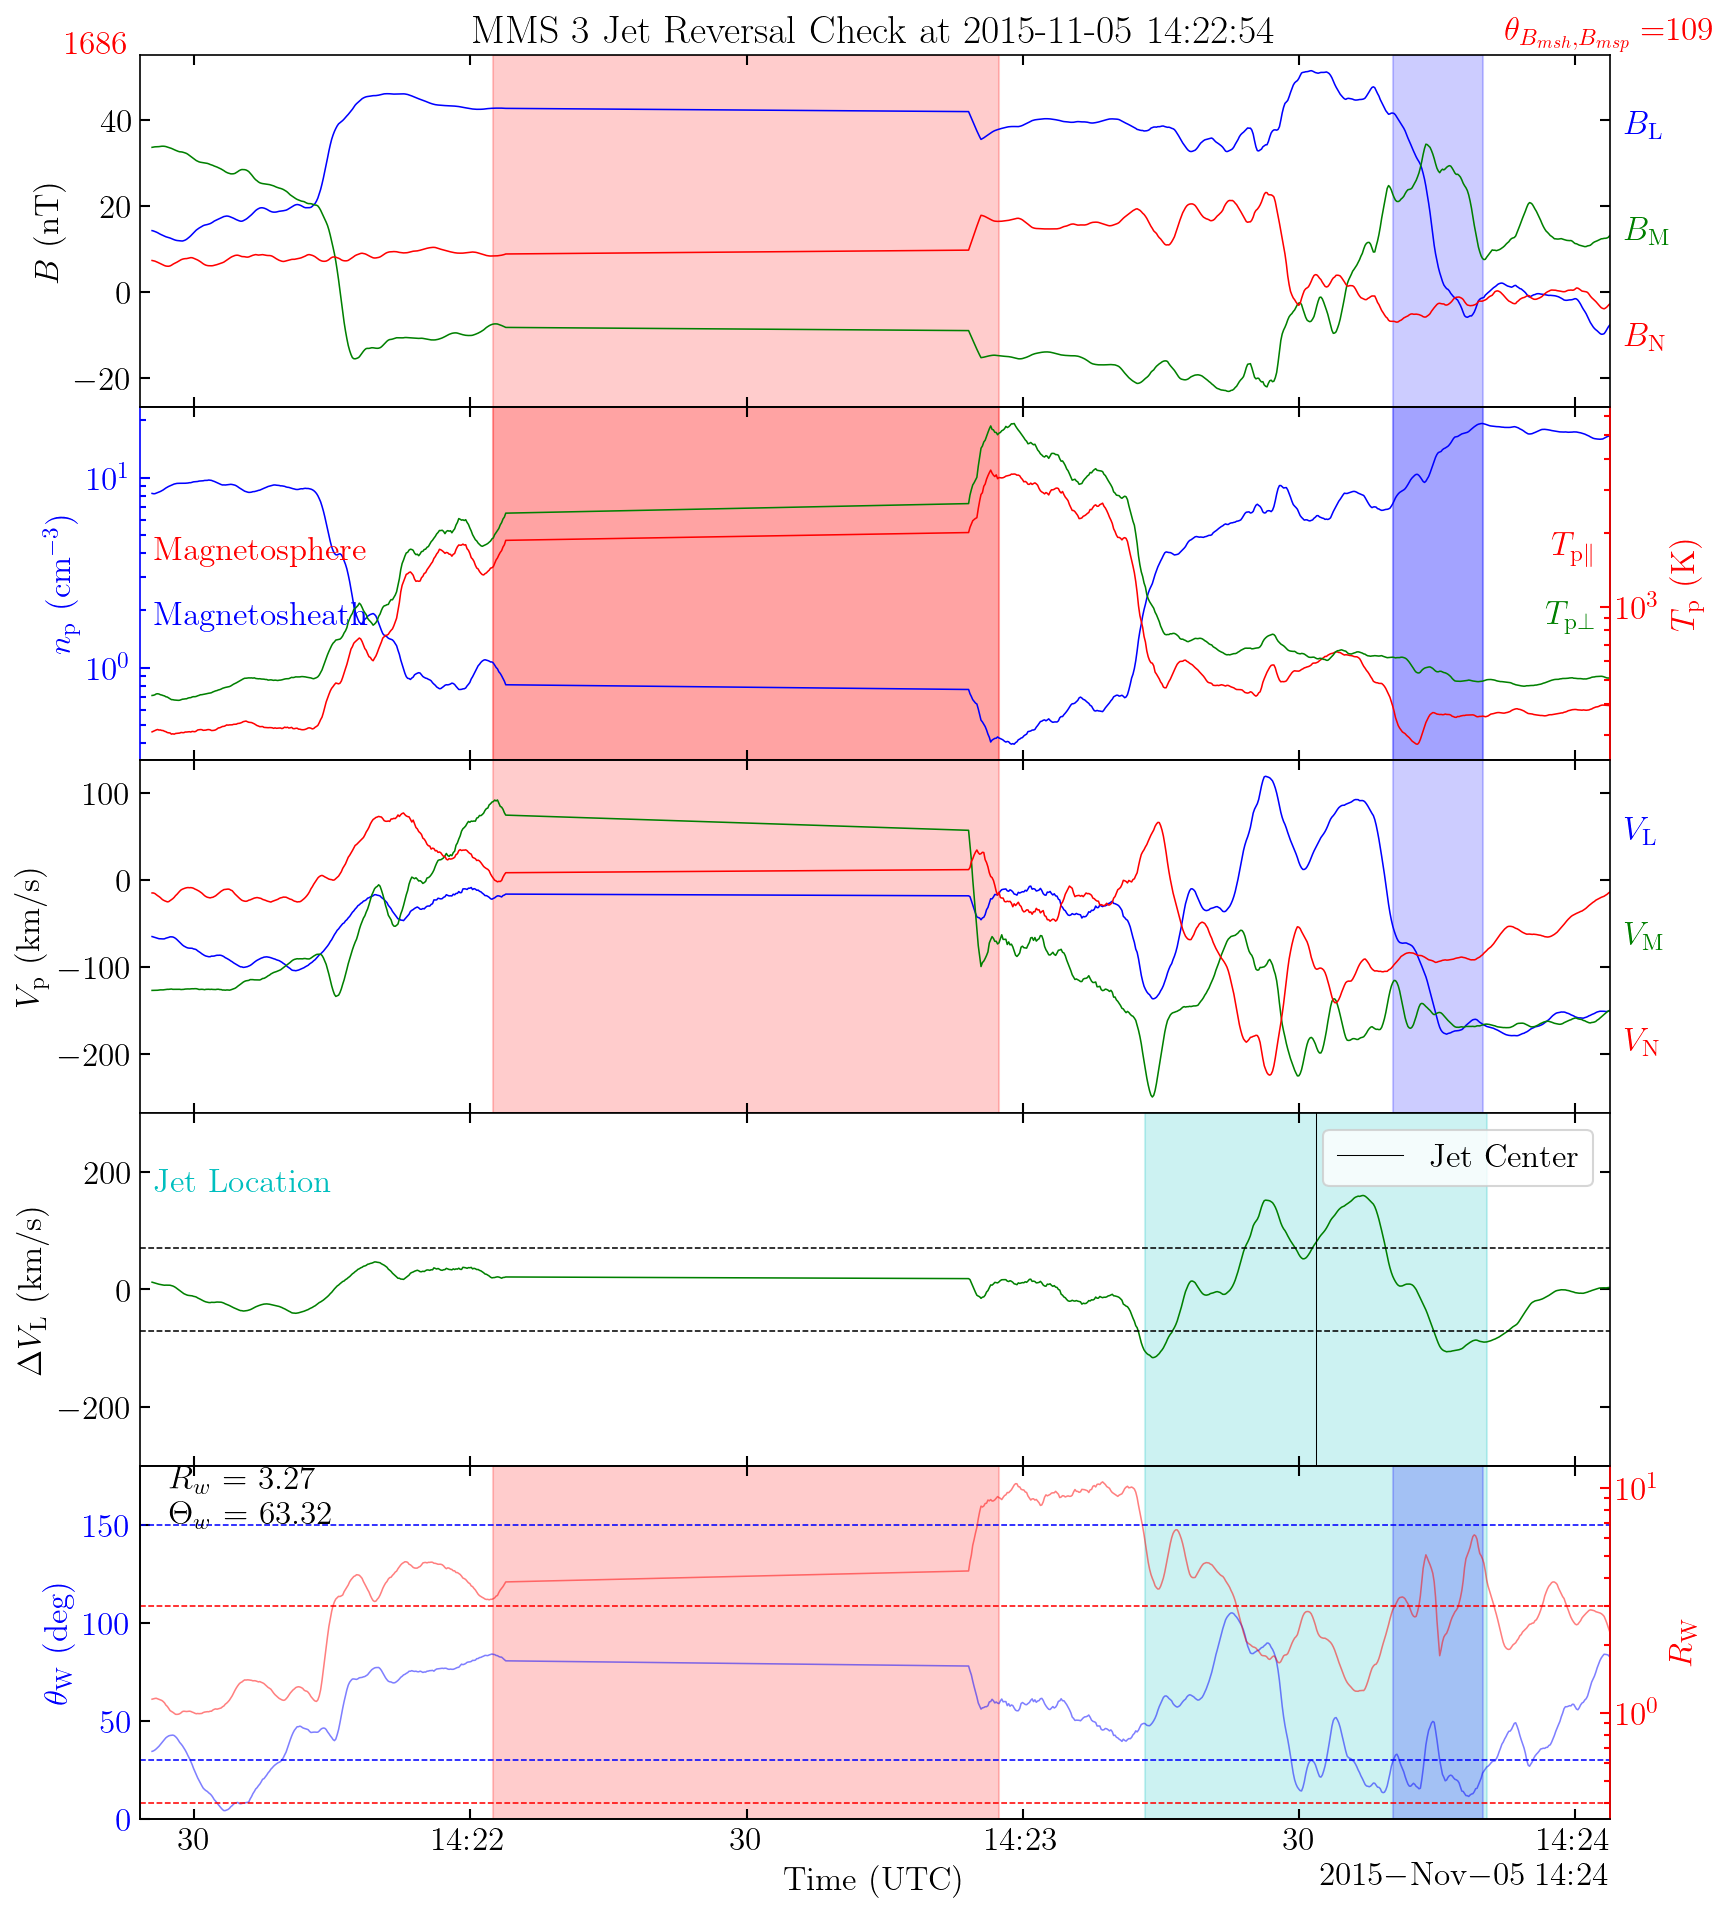 MMS 3 Jet Reversal Check at 2015-11-05 14:22:54
1686
θ_{B_{msh},B_{msp}} =109
40
20
0
−20
B (nT)
B_L
B_M
B_N
10^1
10^0
n_p (cm^{−3})
Magnetosphere
Magnetosheath
T_{p∥}
T_{p⊥}
10^3
T_p (K)
100
0
−100
−200
V_p (km/s)
V_L
V_M
V_N
200
0
−200
ΔV_L (km/s)
Jet Location
Jet Center
R_w = 3.27
Θ_w = 63.32
150
100
50
0
θ_W (deg)
10^1
10^0
R_W
30 14:22 30 14:23 30 14:24
Time (UTC)
2015−Nov−05 14:24